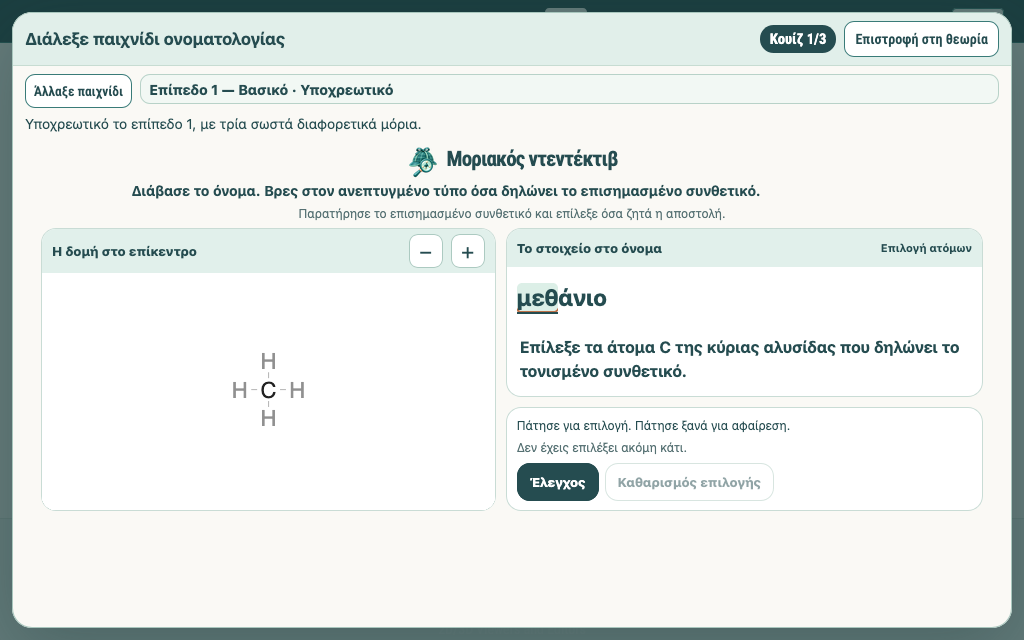 Διάλεξε παιχνίδι ονοματολογίας
Κουίζ 1/3
Επιστροφή στη θεωρία
Άλλαξε παιχνίδι
Επίπεδο 1 — Βασικό · Υποχρεωτικό
Υποχρεωτικό το επίπεδο 1, με τρία σωστά διαφορετικά μόρια.
Μοριακός ντεντέκτιβ
Διάβασε το όνομα. Βρες στον ανεπτυγμένο τύπο όσα δηλώνει το επισημασμένο συνθετικό.
Παρατήρησε το επισημασμένο συνθετικό και επίλεξε όσα ζητά η αποστολή.
Η δομή στο επίκεντρο
− +
H
H C H
H
Το στοιχείο στο όνομα
Επιλογή ατόμων
μεθάνιο
Επίλεξε τα άτομα C της κύριας αλυσίδας που δηλώνει το
τονισμένο συνθετικό.
Πάτησε για επιλογή. Πάτησε ξανά για αφαίρεση.
Δεν έχεις επιλέξει ακόμη κάτι.
Έλεγχος
Καθαρισμός επιλογής